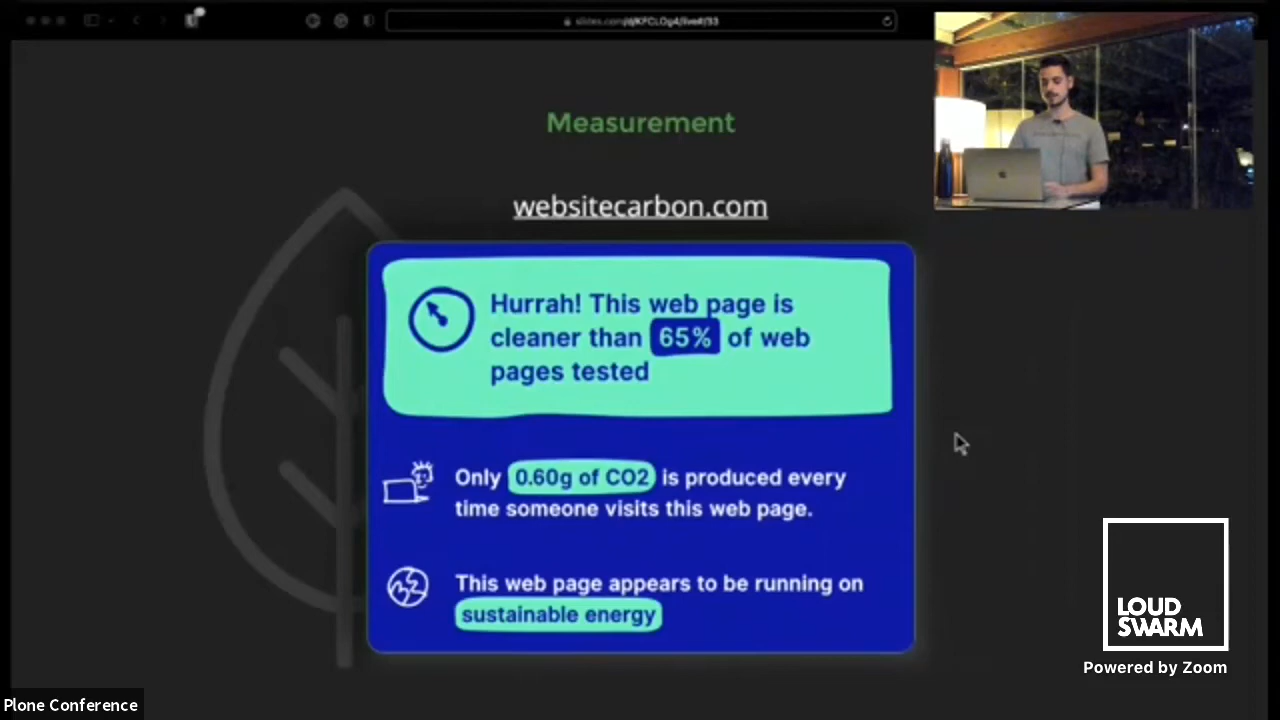 Measurement
websitecarbon.com
Hurrah! This web page is
cleaner than 65% of web
pages tested
Only 0.60g of CO2 is produced every
time someone visits this web page.
This web page appears to be running on
sustainable energy
LOUD
SWARM
Powered by Zoom
Plone Conference